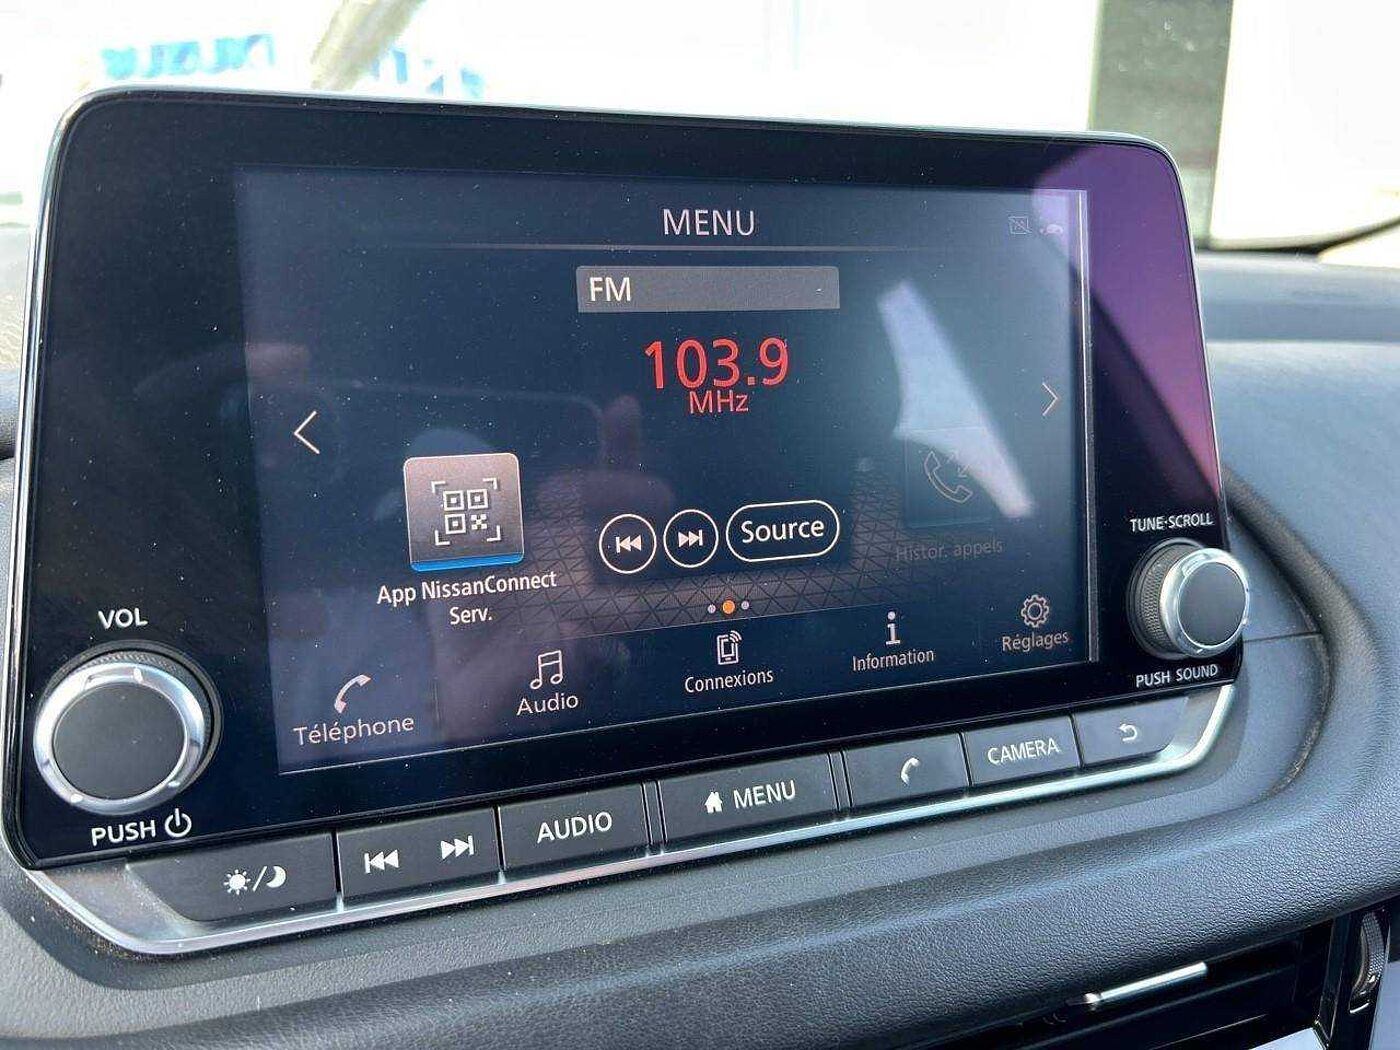 MENU
FM
103.9
MHz
Source
App NissanConnect
Serv.
Histor. appels
Téléphone
Audio
Connexions
Information
Réglages
VOL
PUSH
TUNE·SCROLL
PUSH SOUND
AUDIO
MENU
CAMERA